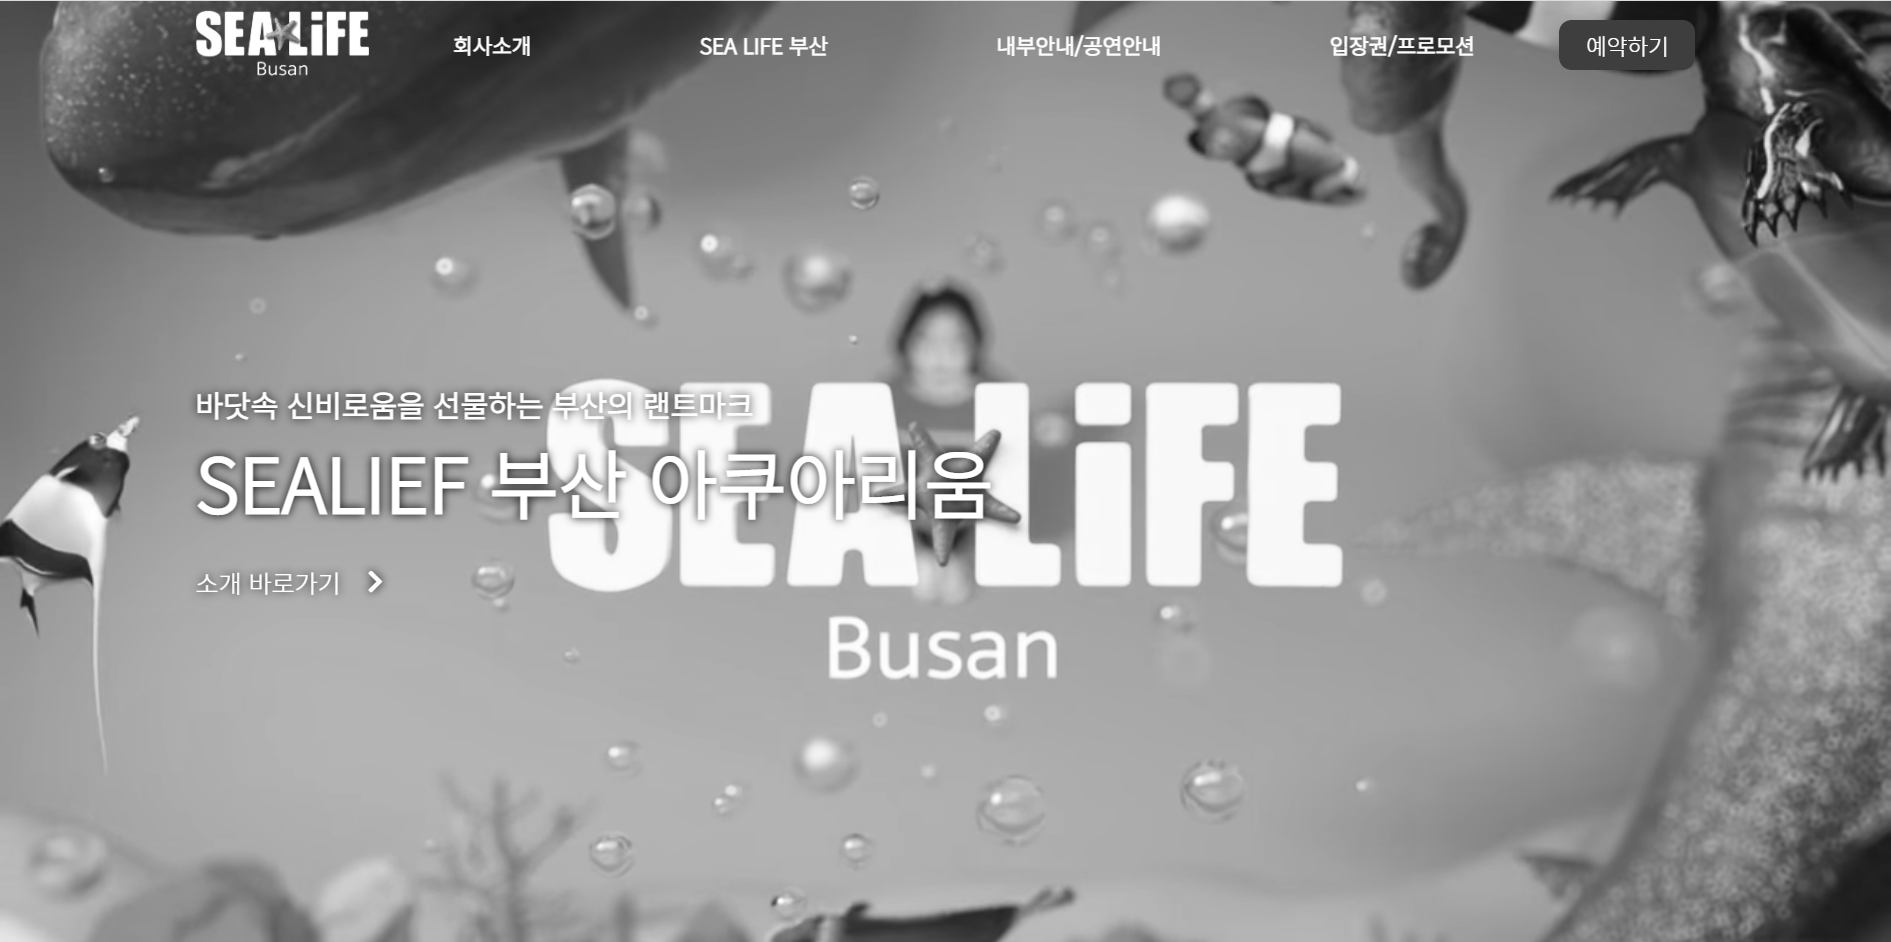 SEA LiFE
Busan
회사소개
SEA LIFE 부산
내부안내/공연안내
입장권/프로모션
예약하기
바닷속 신비로움을 선물하는 부산의 랜트마크
SEALIEF 부산 아쿠아리움
소개 바로가기
SEA LiFE
Busan